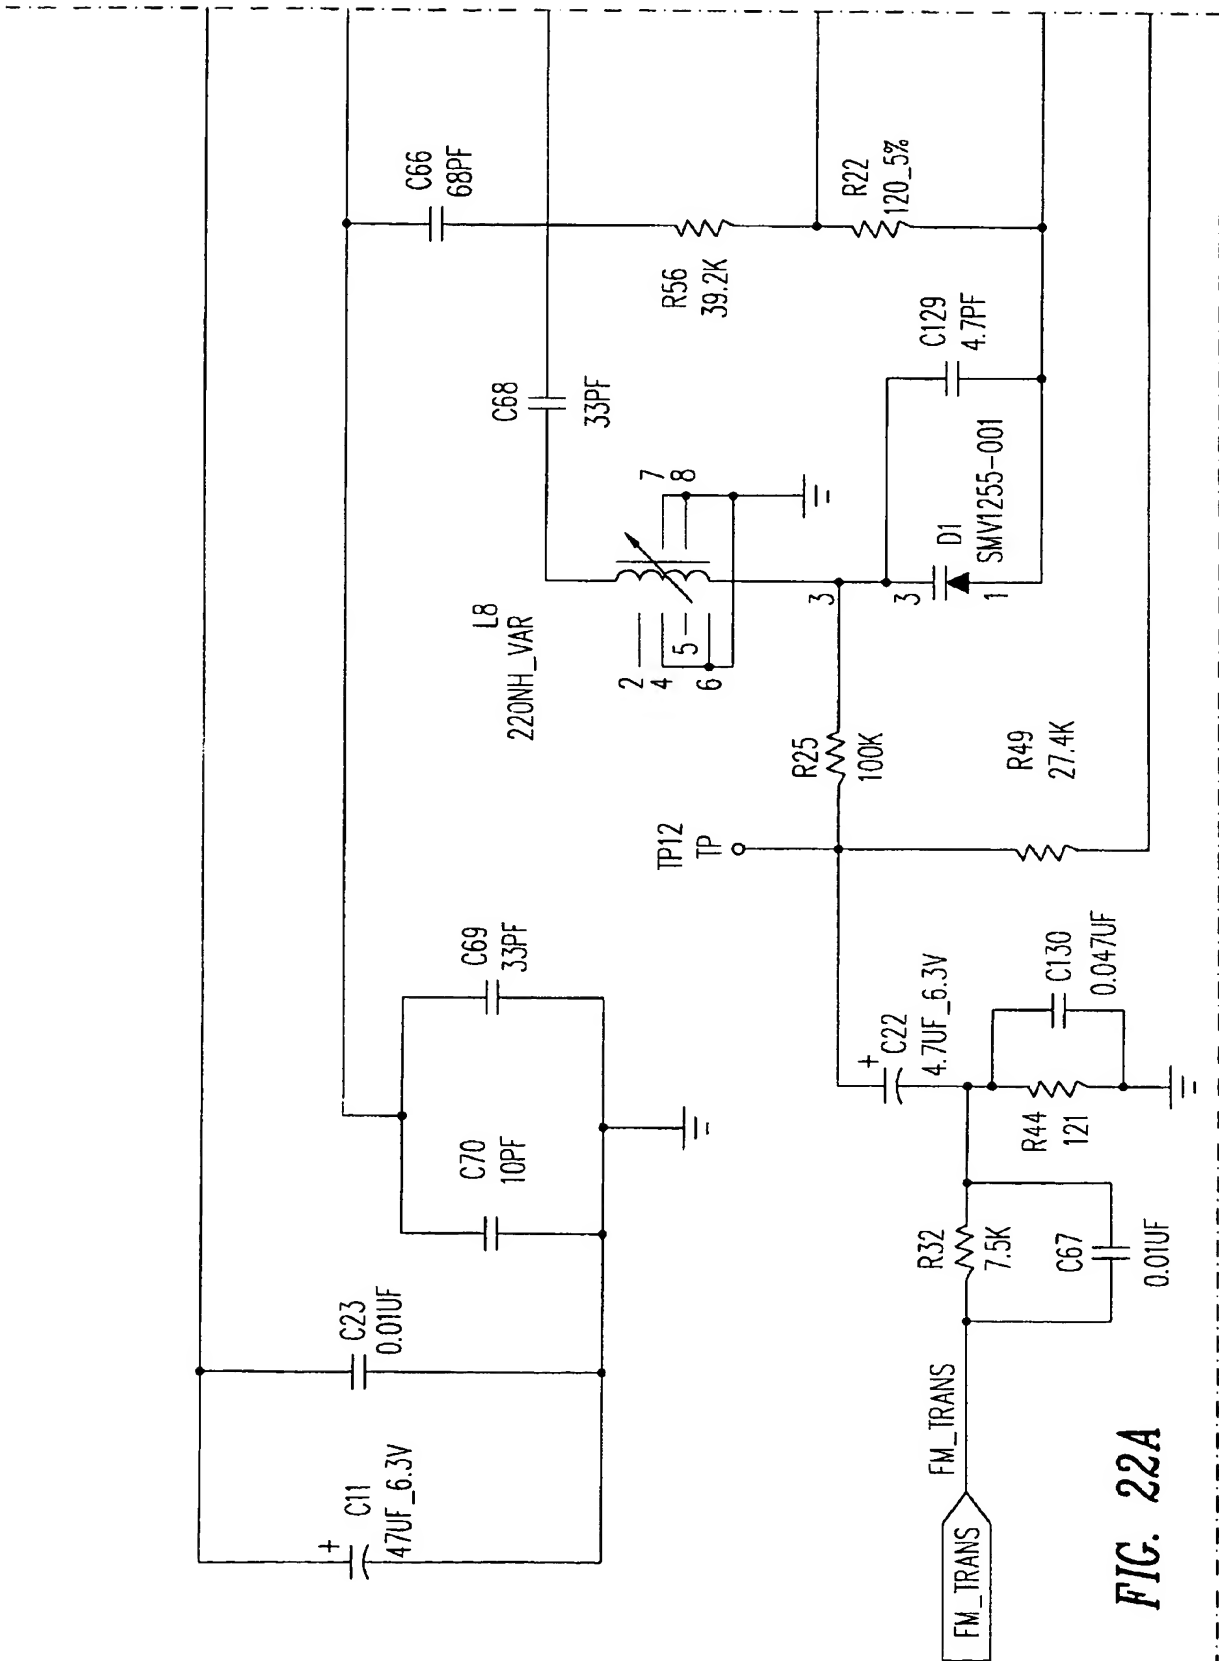 C66
68PF
R22
120_5%
R56
39.2K
C129
4.7PF
C68
33PF
7
8
D1
SMV1255-001
3
3
1
L8
220NH_VAR
2
4
5
6
R25
100K
R49
27.4K
TP12
TP
C69
33PF
C70
10PF
+
C22
4.7UF_6.3V
C130
0.047UF
R44
121
R32
7.5K
C67
0.01UF
C23
0.01UF
+
C11
47UF_6.3V
FM_TRANS
FM_TRANS
FIG. 22A